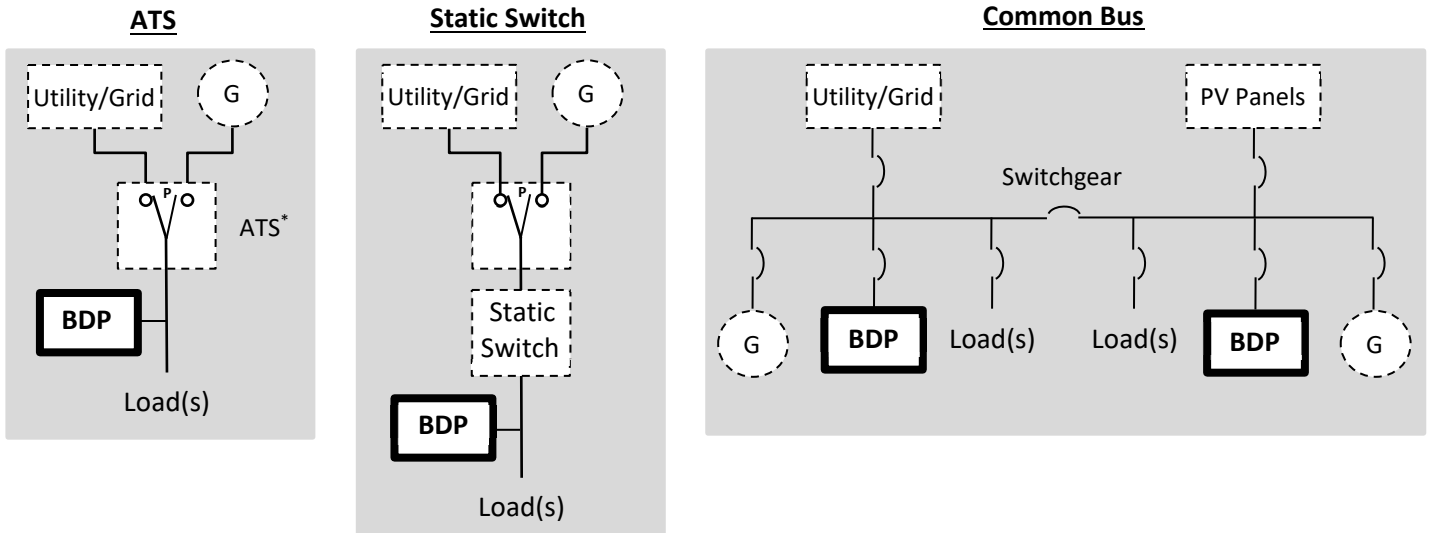 ATS
Utility/Grid
G
P
ATS*
BDP
Load(s)
Static Switch
Utility/Grid
G
P
Static
Switch
BDP
Load(s)
Common Bus
Utility/Grid
PV Panels
Switchgear
G
BDP
Load(s)
Load(s)
BDP
G